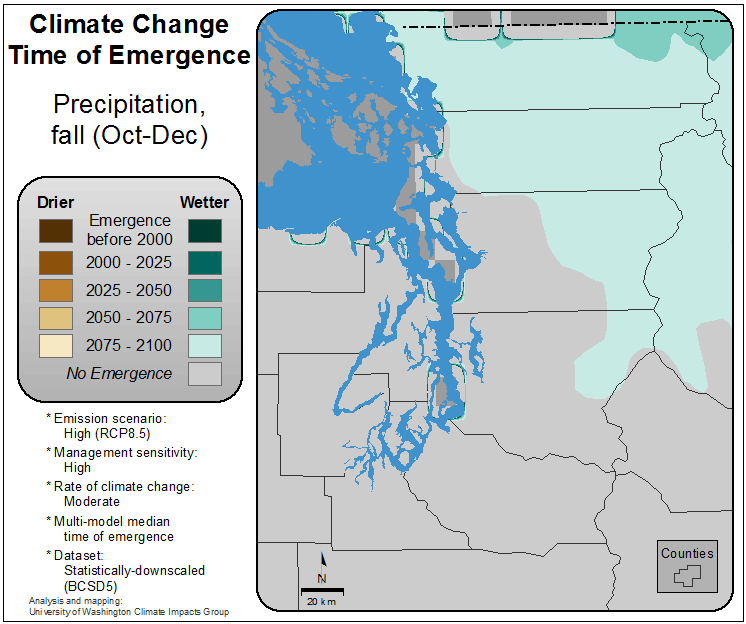 Climate Change
Time of Emergence
Precipitation,
fall (Oct-Dec)
Drier Wetter
Emergence
before 2000
2000 - 2025
2025 - 2050
2050 - 2075
2075 - 2100
No Emergence
* Emission scenario:
High (RCP8.5)
* Management sensitivity:
High
* Rate of climate change:
Moderate
* Multi-model median
time of emergence
* Dataset:
Statistically-downscaled
(BCSD5)
Analysis and mapping:
University of Washington Climate Impacts Group
N
20 km
Counties